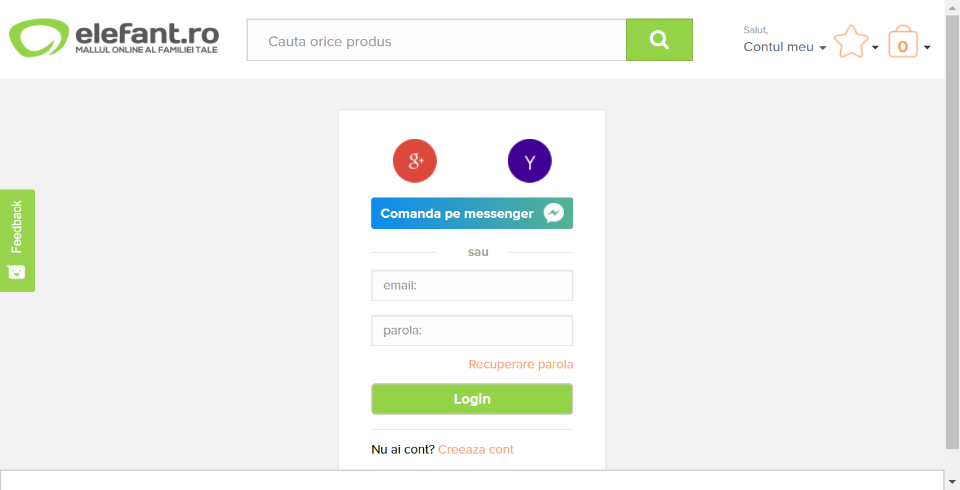 elefant.ro
MALLUL ONLINE AL FAMILIEI TALE
Cauta orice produs
Salut,
Contul meu
0
8+
Y
Comanda pe messenger
sau
email:
parola:
Recuperare parola
Login
Nu ai cont? Creeaza cont
Feedback